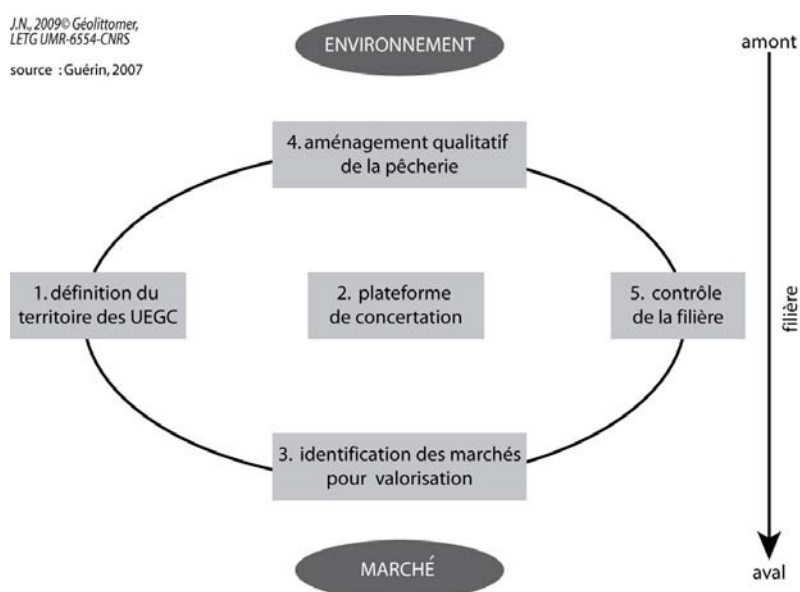 J.N., 2009© Géolittomer,
LETG UMR-6554-CNRS
source : Guérin, 2007
ENVIRONNEMENT
amont
4. aménagement qualitatif
de la pêcherie
1. définition du
territoire des UEGC
2. plateforme
de concertation
5. contrôle
de la filière
filière
3. identification des marchés
pour valorisation
MARCHÉ
aval